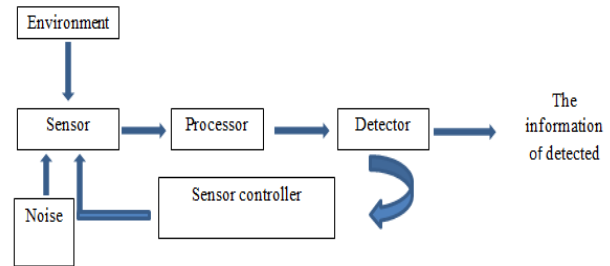 Environment
Sensor
Processor
Detector
The
information
of detected
Sensor controller
Noise